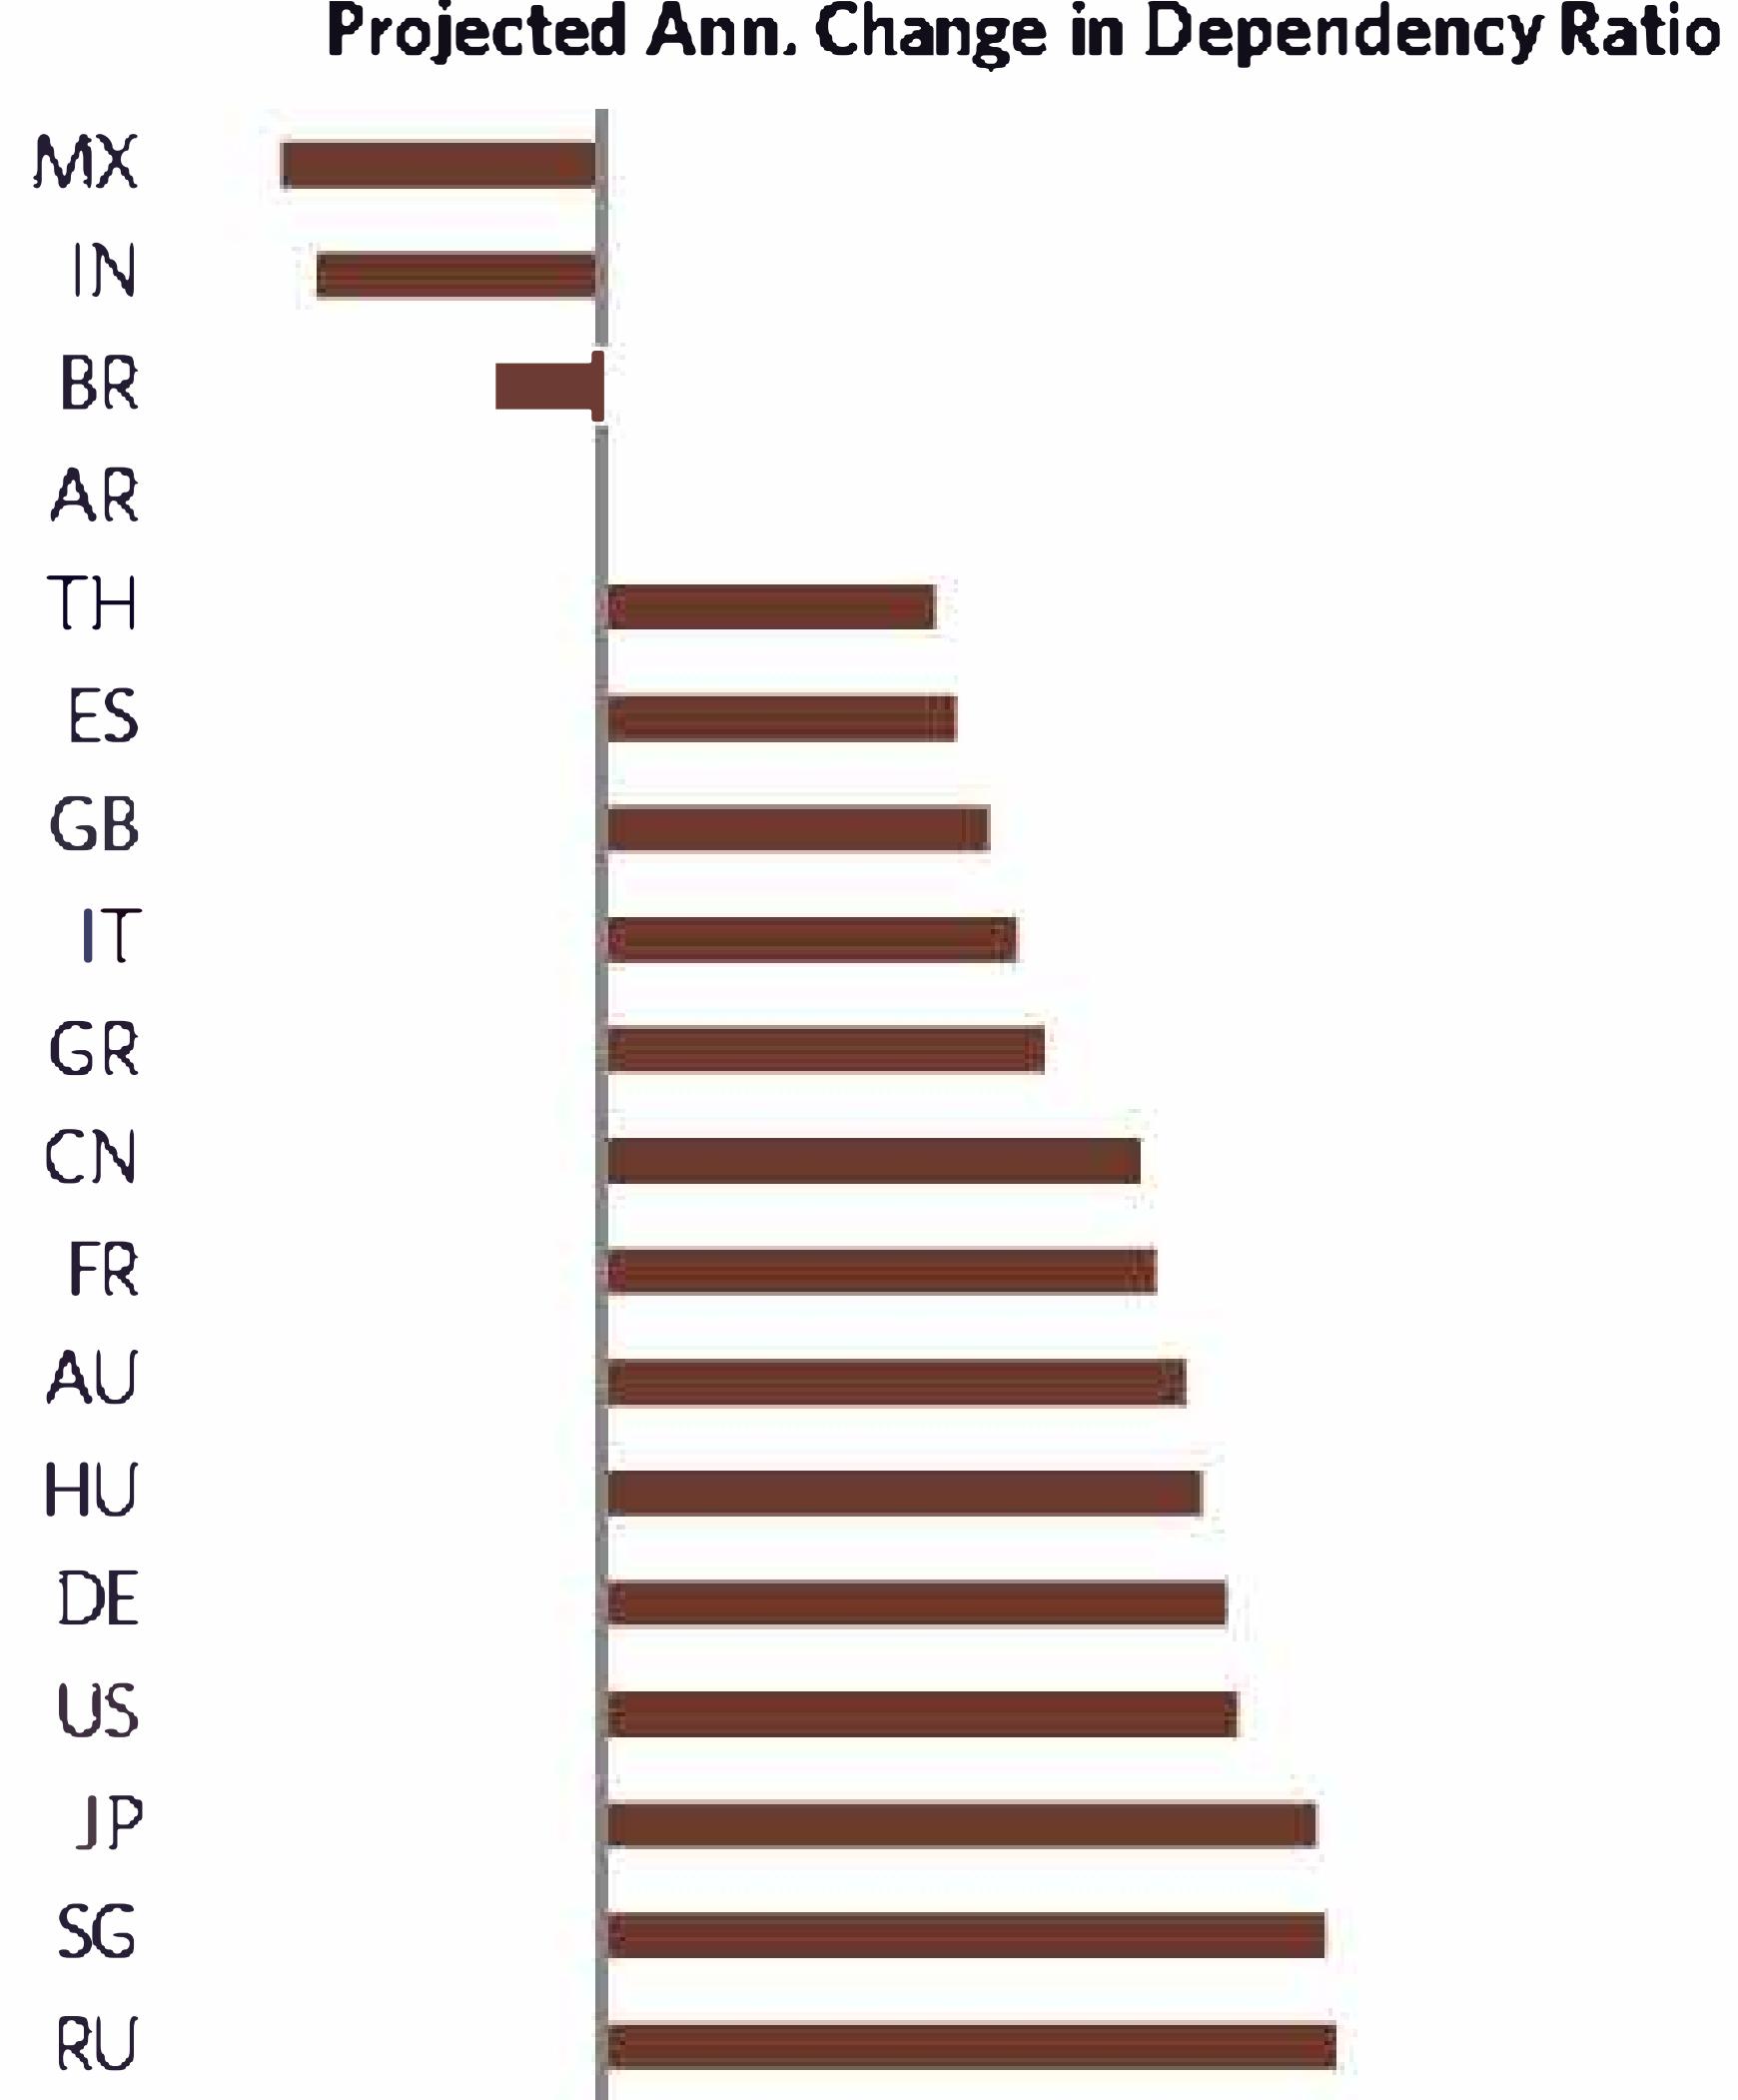 Projected Ann. Change in Dependency Ratio
MX
IN
BR
AR
TH
ES
GB
IT
GR
CN
FR
AU
HU
DE
US
JP
SG
RU